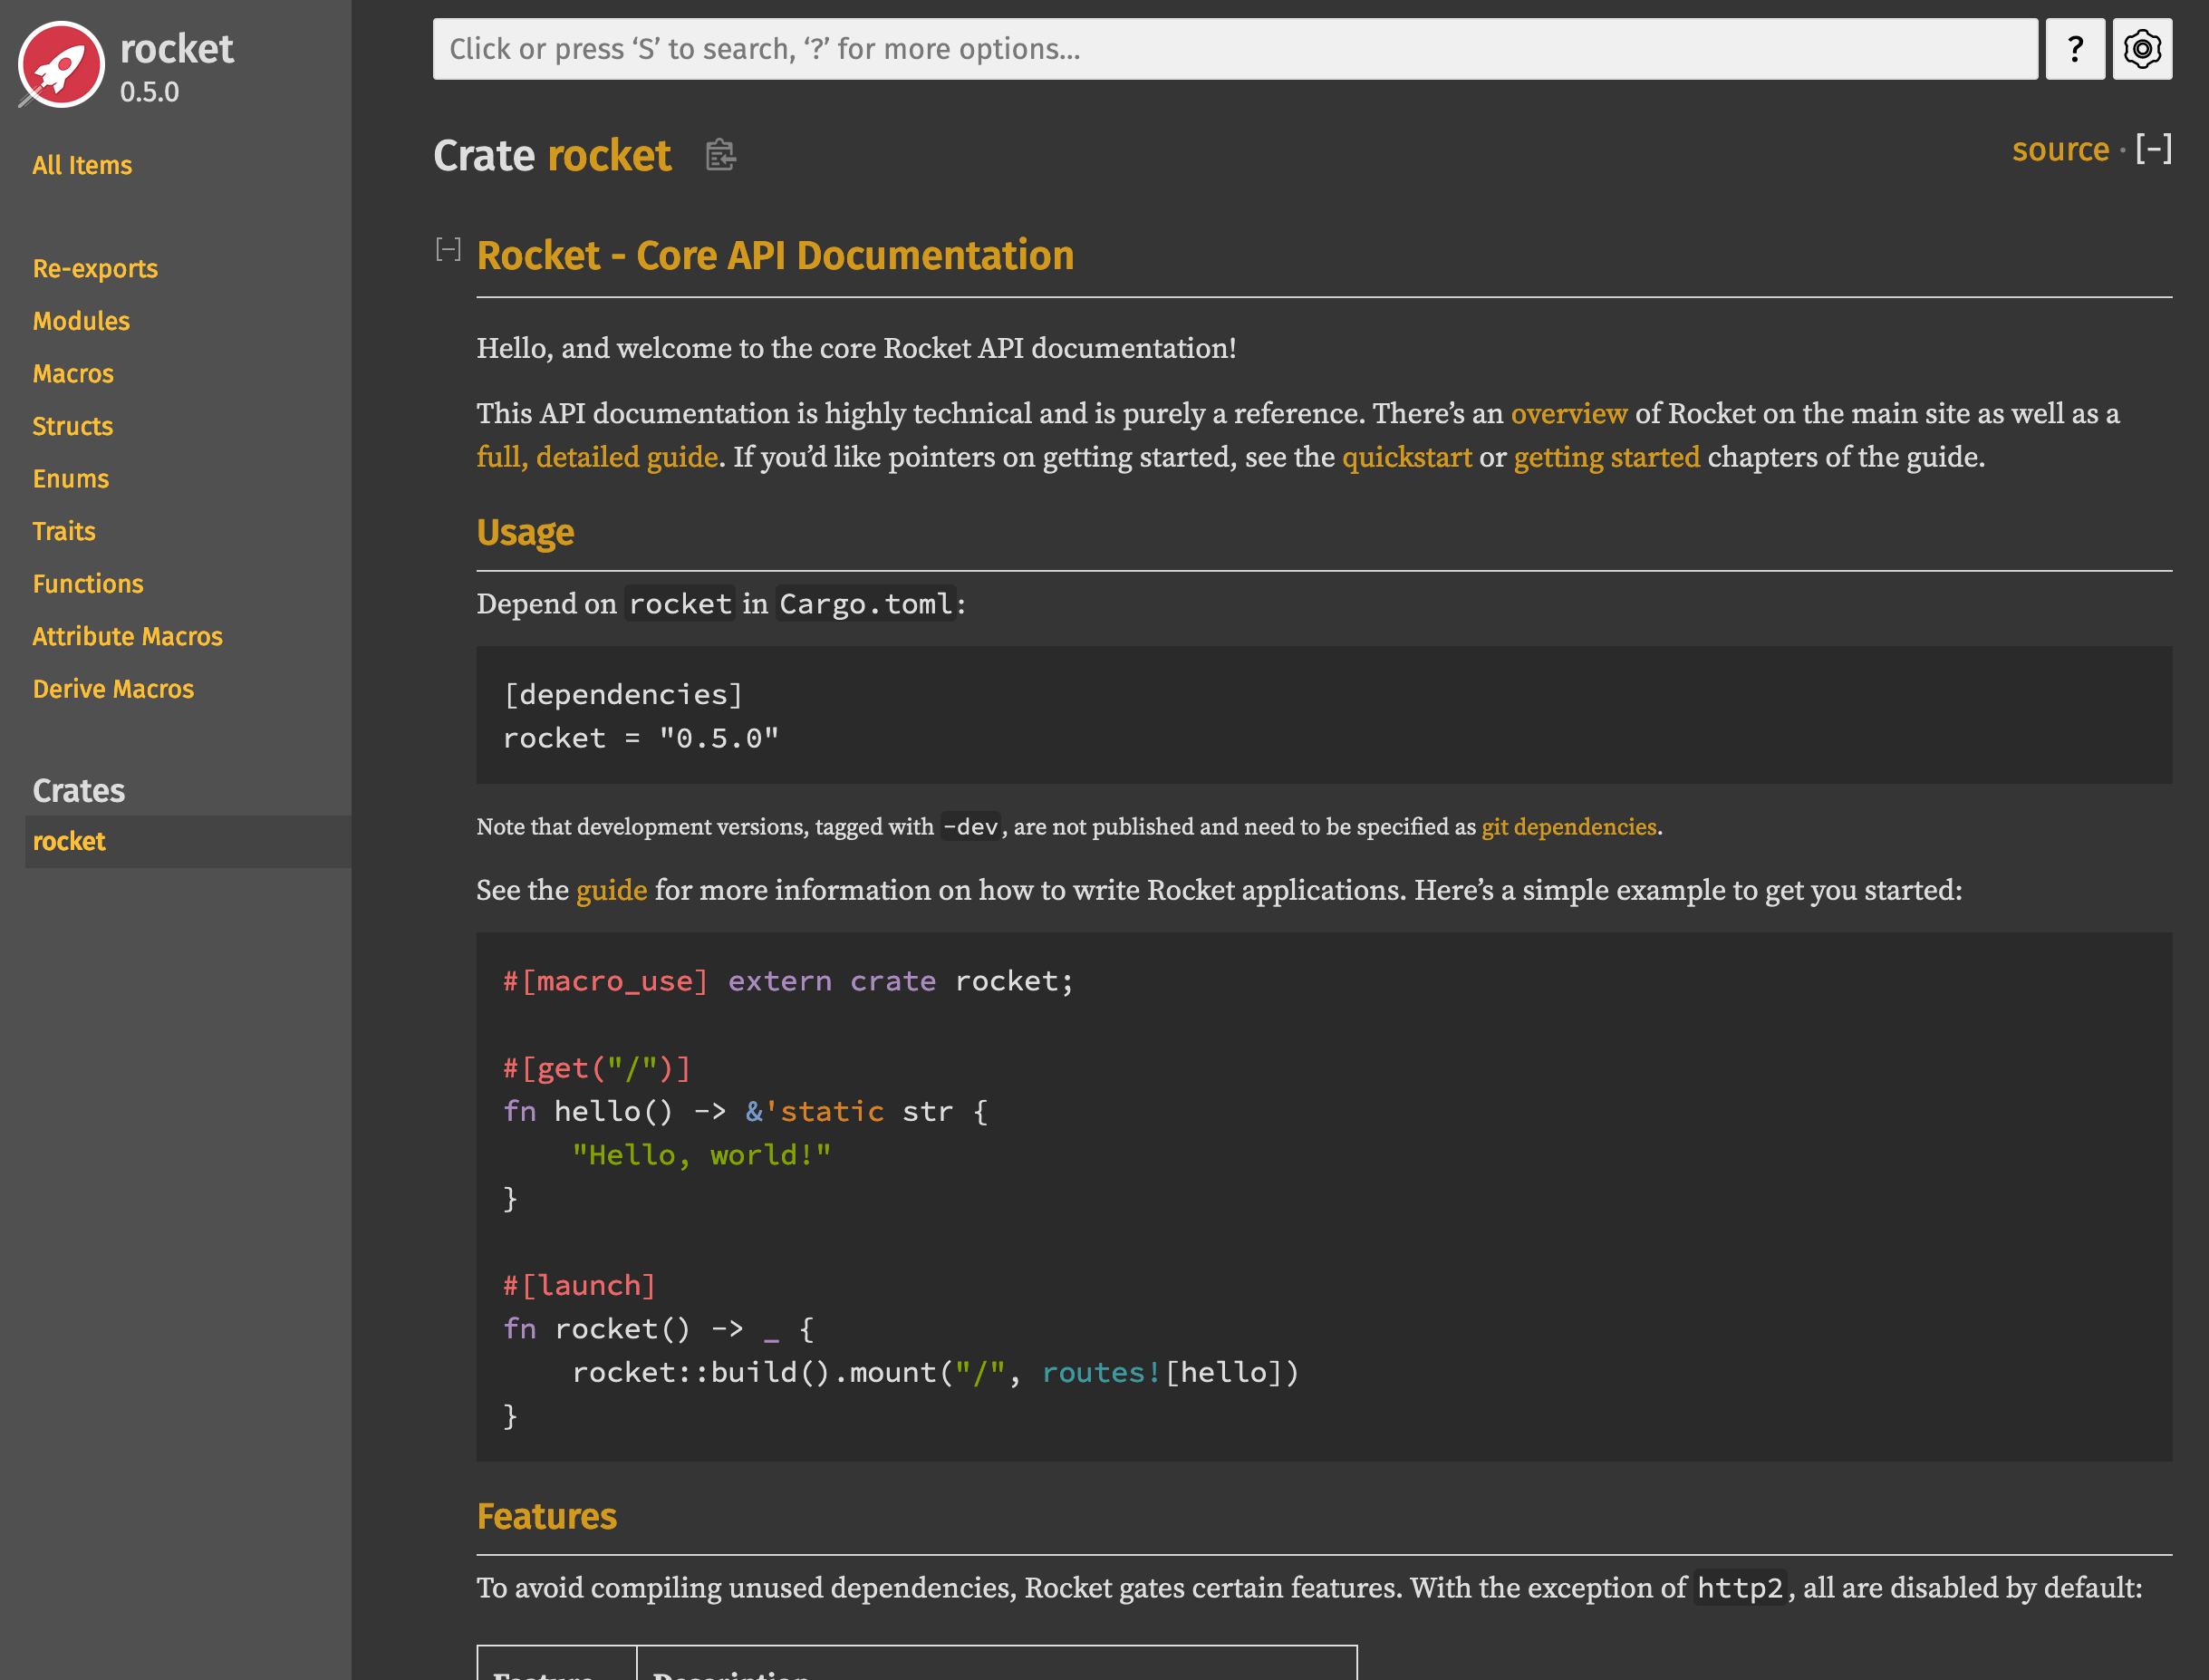 rocket
0.5.0
All Items
Re-exports
Modules
Macros
Structs
Enums
Traits
Functions
Attribute Macros
Derive Macros
Crates
rocket
Click or press ‘S’ to search, ‘?’ for more options…
?
Crate rocket
source · [-]
[-] Rocket - Core API Documentation
Hello, and welcome to the core Rocket API documentation!
This API documentation is highly technical and is purely a reference. There’s an overview of Rocket on the main site as well as a
full, detailed guide. If you’d like pointers on getting started, see the quickstart or getting started chapters of the guide.
Usage
Depend on rocket in Cargo.toml:
[dependencies]
rocket = "0.5.0"
Note that development versions, tagged with -dev, are not published and need to be specified as git dependencies.
See the guide for more information on how to write Rocket applications. Here’s a simple example to get you started:
#[macro_use] extern crate rocket;
#[get("/")]
fn hello() -> &'static str {
    "Hello, world!"
}
#[launch]
fn rocket() -> _ {
    rocket::build().mount("/", routes![hello])
}
Features
To avoid compiling unused dependencies, Rocket gates certain features. With the exception of http2, all are disabled by default:
Feature Description